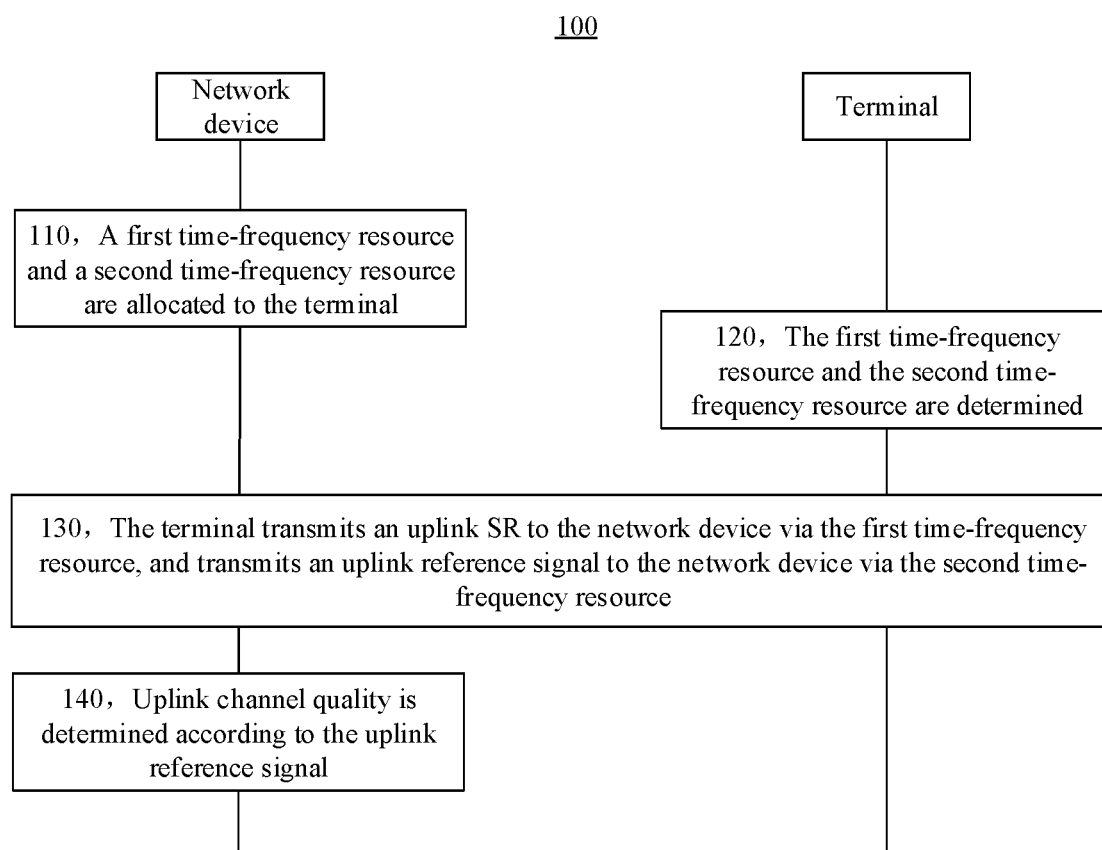 100
Network
device
Terminal
110，A first time-frequency resource
and a second time-frequency resource
are allocated to the terminal
120，The first time-frequency
resource and the second time-
frequency resource are determined
130，The terminal transmits an uplink SR to the network device via the first time-frequency
resource, and transmits an uplink reference signal to the network device via the second time-
frequency resource
140，Uplink channel quality is
determined according to the uplink
reference signal